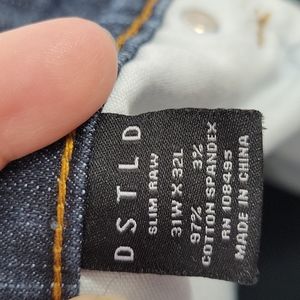 DSTLD
SLIM RAW
31W X 32L
97% 3%
COTTON SPANDEX
RN 108495
MADE IN CHINA